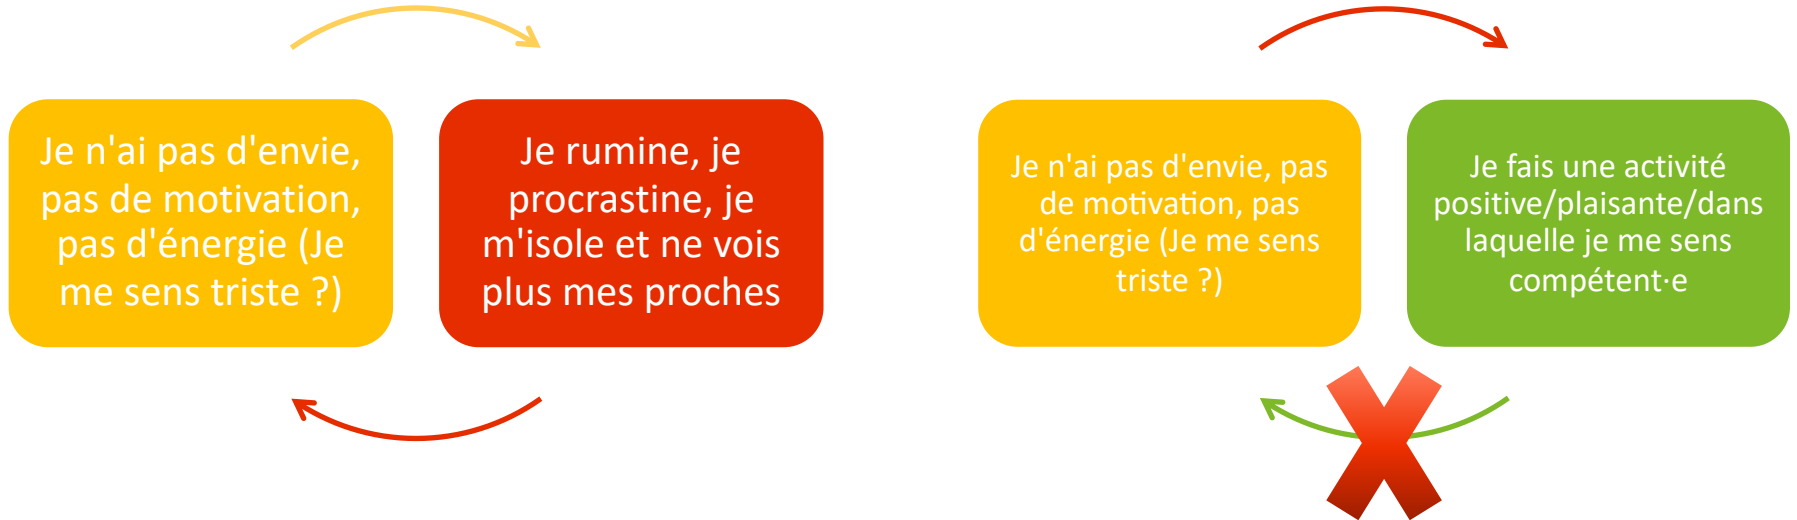 Je n'ai pas d'envie,
pas de motivation,
pas d'énergie (Je
me sens triste ?)
Je rumine, je
procrastine, je
m'isole et ne vois
plus mes proches
Je n'ai pas d'envie, pas
de motivation, pas
d'énergie (Je me sens
triste ?)
Je fais une activité
positive/plaisante/dans
laquelle je me sens
compétent·e